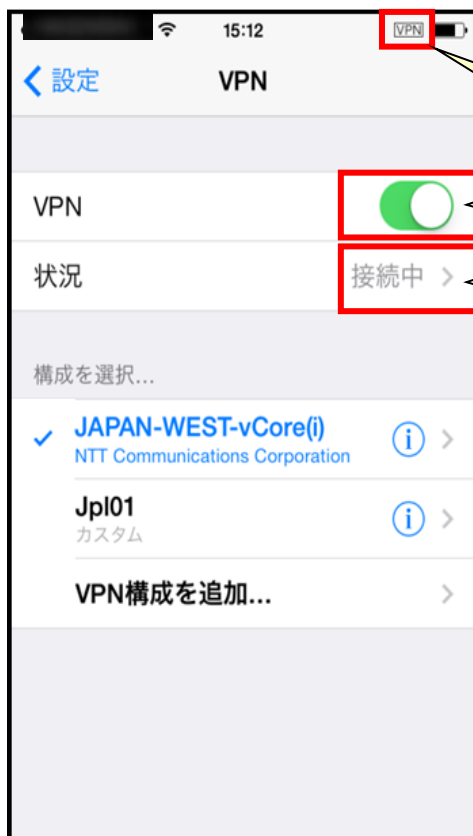 15:12 VPN
設定 VPN
VPN
状況 接続中
構成を選択...
JAPAN-WEST-vCore(i)
NTT Communications Corporation
Jpl01
カスタム
VPN構成を追加...